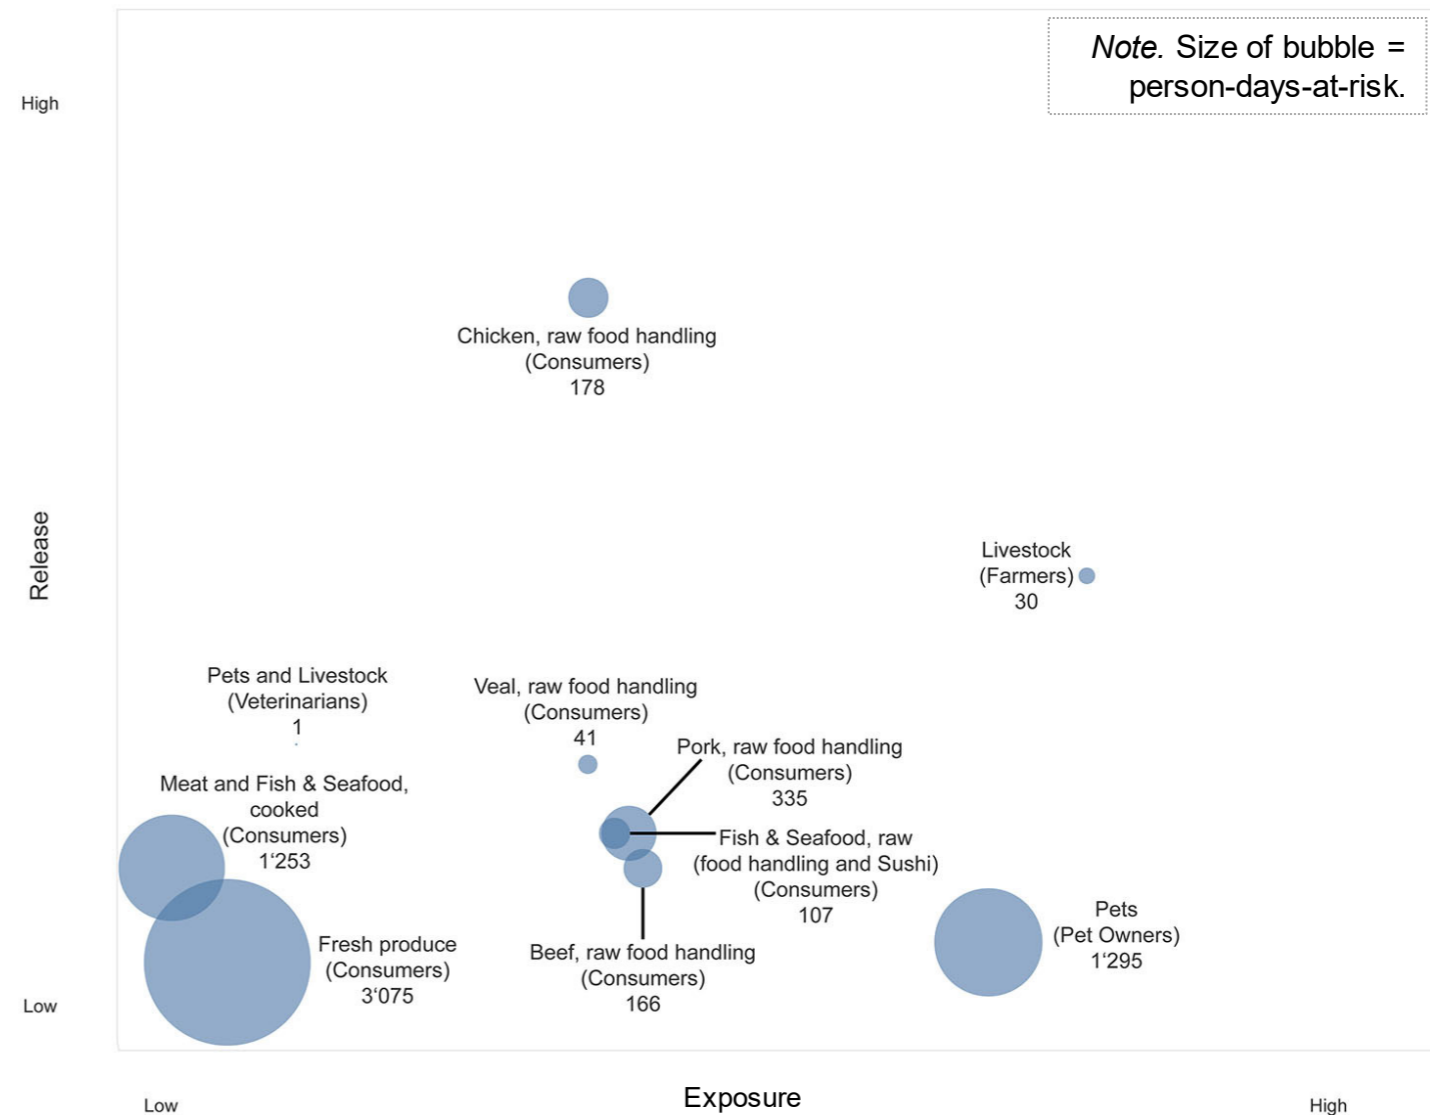 Note. Size of bubble =
person-days-at-risk.
High
Chicken, raw food handling
(Consumers)
178
Release
Livestock
(Farmers)
30
Pets and Livestock
(Veterinarians)
1
Veal, raw food handling
(Consumers)
41
Pork, raw food handling
(Consumers)
335
Meat and Fish & Seafood,
cooked
(Consumers)
1‘253
Fish & Seafood, raw
(food handling and Sushi)
(Consumers)
107
Pets
(Pet Owners)
1‘295
Fresh produce
(Consumers)
3‘075
Beef, raw food handling
(Consumers)
166
Low
Low
Exposure
High